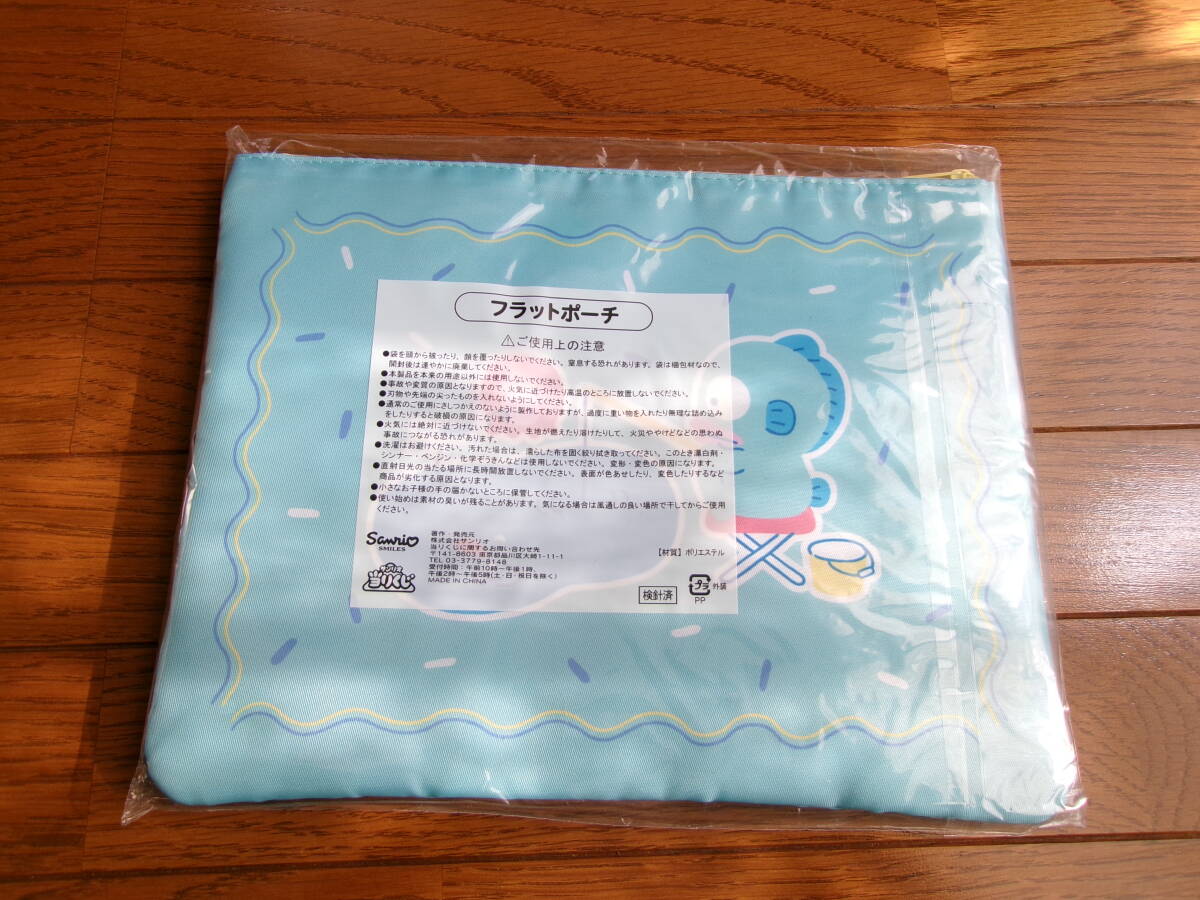 フラットポーチ
⚠ご使用上の注意
●袋を頭から被ったり、顔を覆ったりしないでください。窒息する恐れがあります。袋は梱包材なので、
開封後は速やかに廃棄してください。
●本製品を本来の用途以外には使用しないでください。
●事故や変質の原因となりますので、火気に近づけたり高温のところに放置しないでください。
●刃物や先端の尖ったものを入れないようにしてください。
●通常のご使用にさしつかえのないように製作しておりますが、過度に重い物を入れたり無理な詰め込み
をしたりすると破損の原因になります。
●火気には絶対に近づけないでください。生地が燃えたり溶けたりして、火災ややけどなどの思わぬ
事故につながる恐れがあります。
●洗濯はお避けください。汚れた場合は、濡らした布を固く絞り拭き取ってください。このとき漂白剤・
シンナー・ベンジン・化学ぞうきんなどは使用しないでください。変形・変色の原因になります。
●直射日光の当たる場所に長時間放置しないでください。表面が色あせしたり、変色したりするなど
商品が劣化する原因となります。
●小さなお子様の手の届かないところに保管してください。
●使い始めは素材の臭いが残ることがあります。気になる場合は風通しの良い場所で干してからご使用
ください。
Sanrio
SMILES
サンリオ
当りくじ
著作・発売元
株式会社サンリオ
当りくじに関するお問い合わせ先
〒141-8603 東京都品川区大崎1-11-1
TEL 03-3779-8148
受付時間:午前10時〜午後1時、
午後2時〜午後5時(土・日・祝日を除く)
MADE IN CHINA
【材質】ポリエステル
検針済
プラ 外装
PP